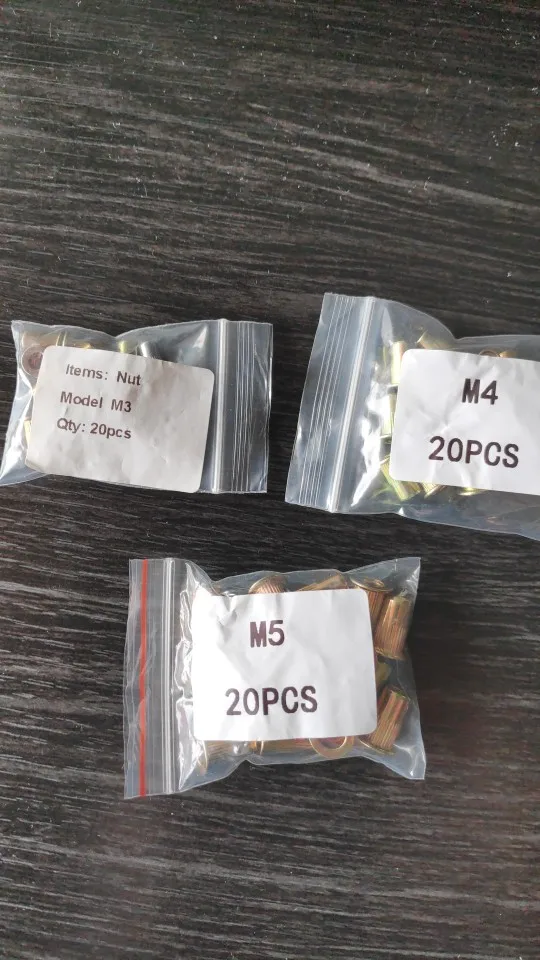 Items: Nut
Model M3
Qty: 20pcs
M4
20PCS
M5
20PCS